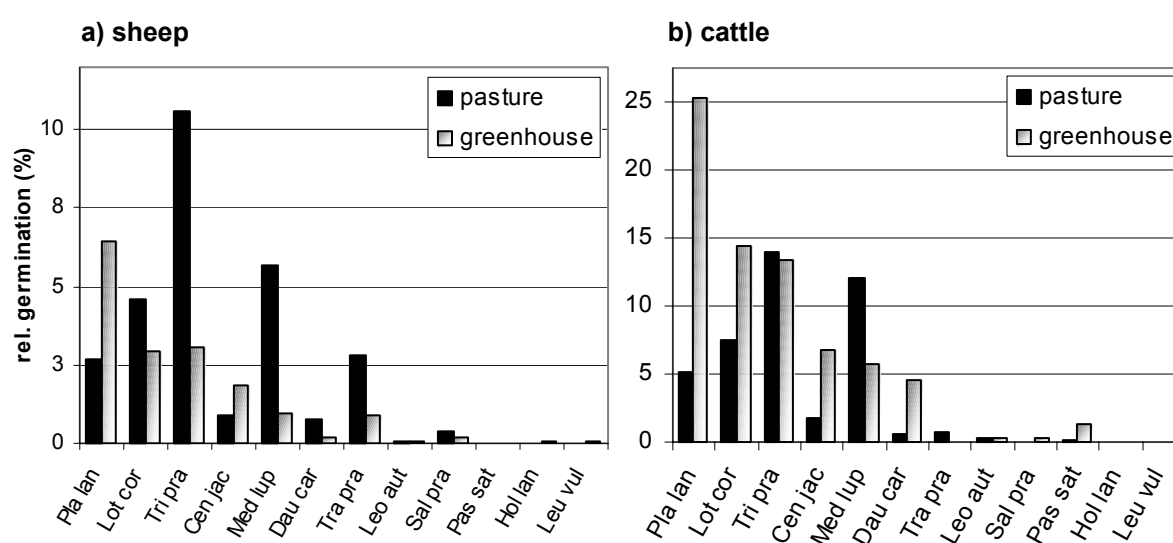 a) sheep
pasture
greenhouse
rel. germination (%)
10
8
5
3
0
Pla lan
Lot cor
Tri pra
Cen jac
Med lup
Dau car
Tra pra
Leo aut
Sal pra
Pas sat
Hol lan
Leu vul
b) cattle
pasture
greenhouse
25
20
15
10
5
0
Pla lan
Lot cor
Tri pra
Cen jac
Med lup
Dau car
Tra pra
Leo aut
Sal pra
Pas sat
Hol lan
Leu vul